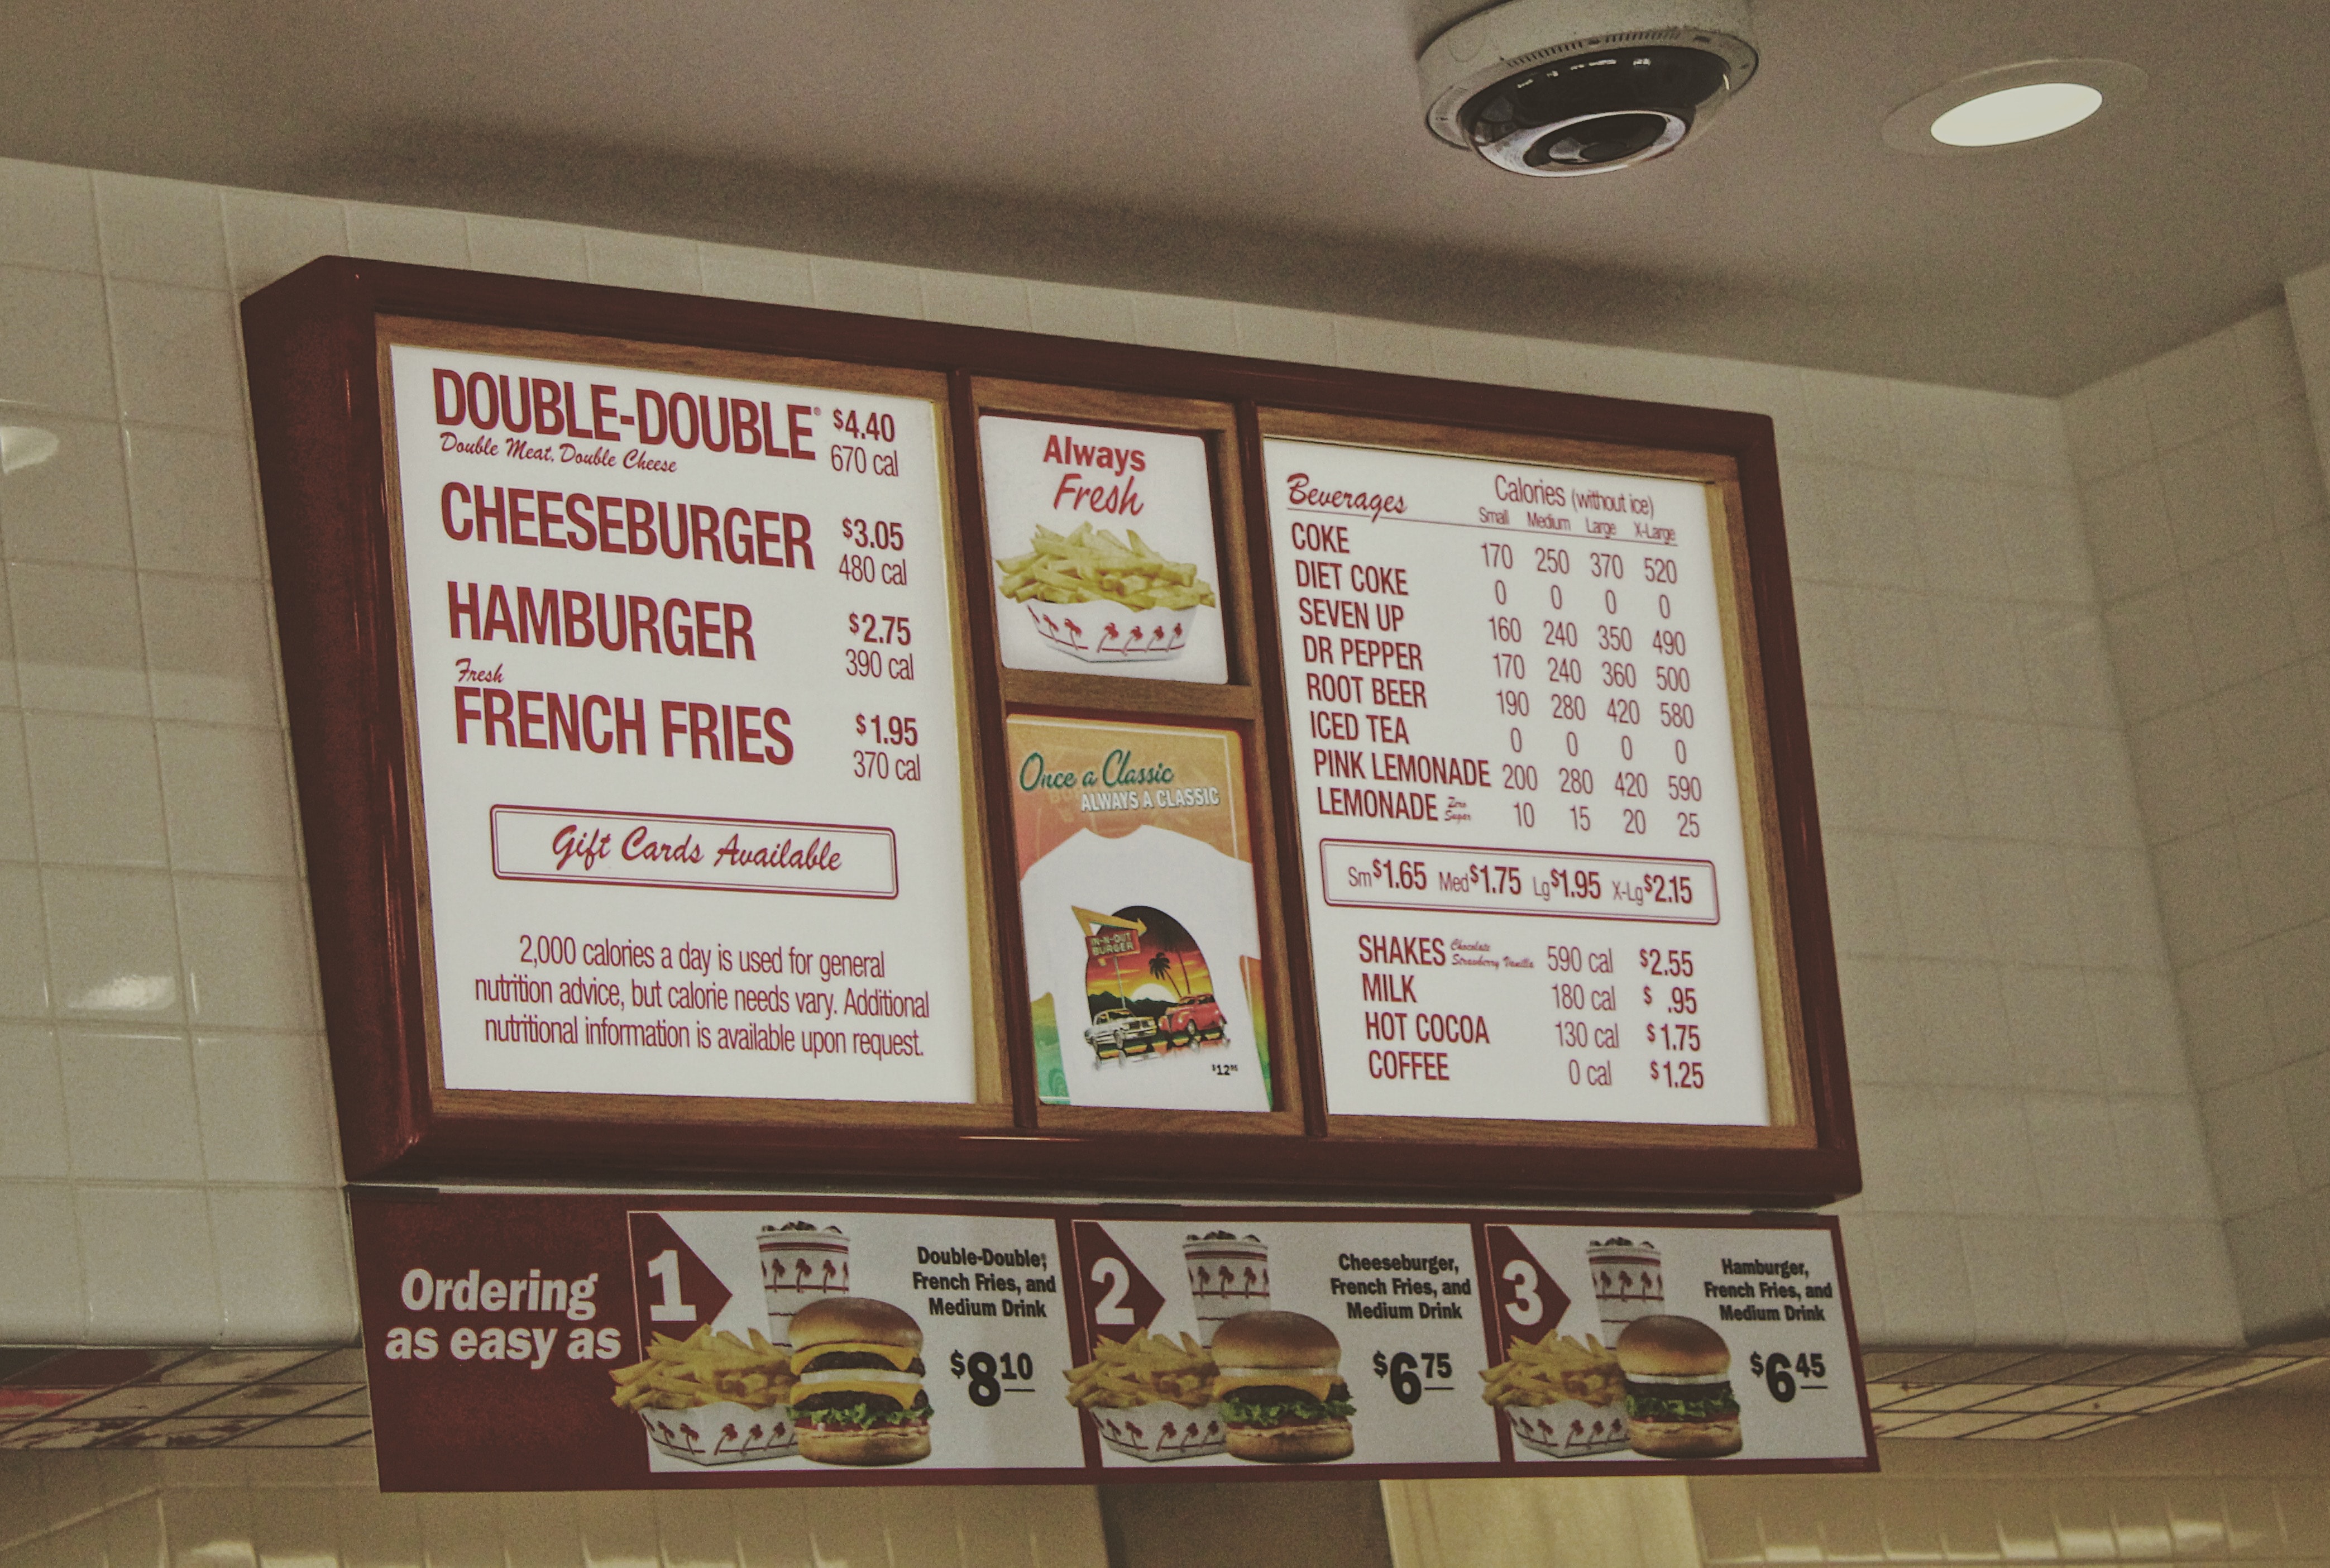 DOUBLE-DOUBLE® $4.40
Double Meat, Double Cheese 670 cal
CHEESEBURGER $3.05
480 cal
HAMBURGER $2.75
390 cal
Fresh
FRENCH FRIES $1.95
370 cal
Gift Cards Available
2,000 calories a day is used for general
nutrition advice, but calorie needs vary. Additional
nutritional information is available upon request.
Always
Fresh
Once a Classic
ALWAYS A CLASSIC
IN-N-OUT
BURGER
$12⁹⁵
Beverages Calories (without ice)
Small Medium Large X-Large
COKE 170 250 370 520
DIET COKE 0 0 0 0
SEVEN UP 160 240 350 490
DR PEPPER 170 240 360 500
ROOT BEER 190 280 420 580
ICED TEA 0 0 0 0
PINK LEMONADE 200 280 420 590
LEMONADE Zero Sugar 10 15 20 25
Sm $1.65 Med $1.75 Lg $1.95 X-Lg $2.15
SHAKES Chocolate Strawberry Vanilla 590 cal $2.55
MILK 180 cal $ .95
HOT COCOA 130 cal $1.75
COFFEE 0 cal $1.25
Ordering
as easy as
1
Double-Double®,
French Fries, and
Medium Drink
$8¹⁰
2
Cheeseburger,
French Fries, and
Medium Drink
$6⁷⁵
3
Hamburger,
French Fries, and
Medium Drink
$6⁴⁵